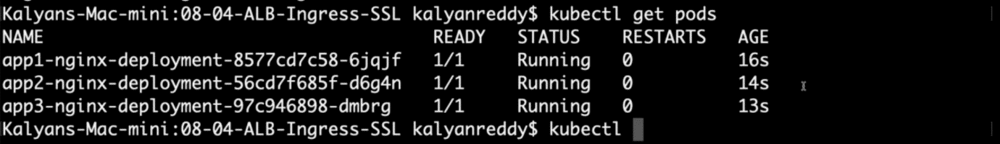 Kalyans-Mac-mini:08-04-ALB-Ingress-SSL kalyanreddy$ kubectl get pods
NAME READY STATUS RESTARTS AGE
app1-nginx-deployment-8577cd7c58-6jqjf 1/1 Running 0 16s
app2-nginx-deployment-56cd7f685f-d6g4n 1/1 Running 0 14s
app3-nginx-deployment-97c946898-dmbrg 1/1 Running 0 13s
Kalyans-Mac-mini:08-04-ALB-Ingress-SSL kalyanreddy$ kubectl